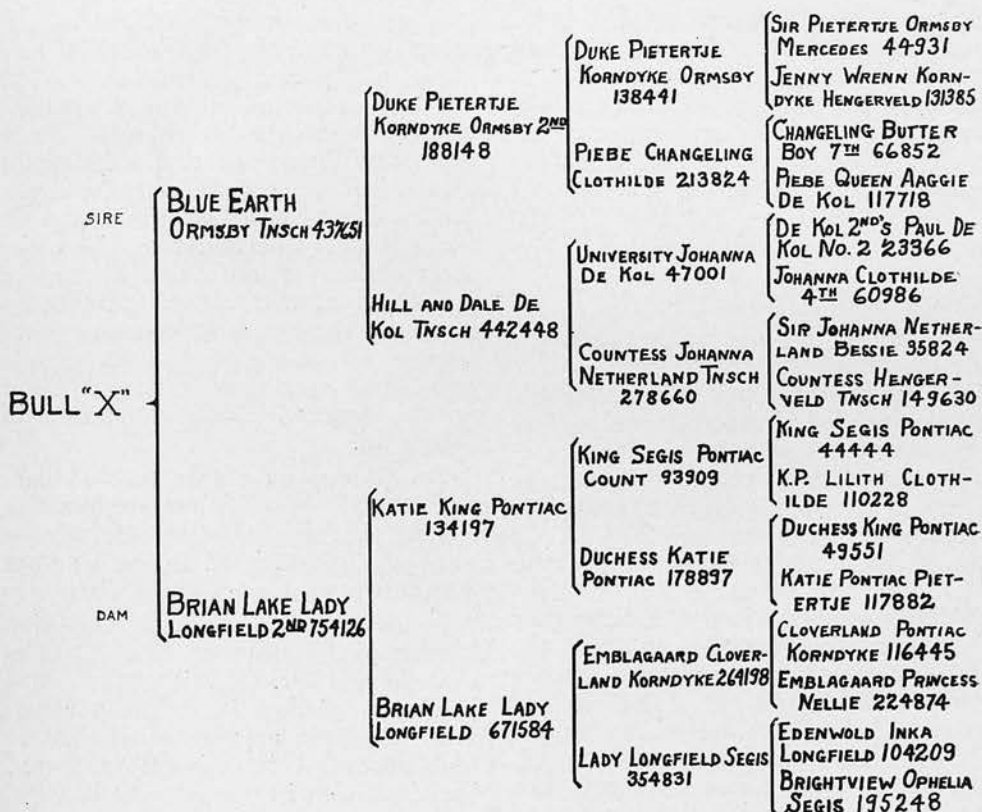 BULL "X"
SIRE
BLUE EARTH
ORMSBY TNSCH 437651
DAM
BRIAN LAKE LADY
LONGFIELD 2ND 754126
DUKE PIETERTJE
KORNDYKE ORMSBY 2ND
188148
HILL AND DALE DE
KOL TNSCH 442448
KATIE KING PONTIAC
134197
BRIAN LAKE LADY
LONGFIELD 671584
DUKE PIETERTJE
KORNDYKE ORMSBY
138441
PIEBE CHANGELING
CLOTHILDE 213824
UNIVERSITY JOHANNA
DE KOL 47001
COUNTESS JOHANNA
NETHERLAND TNSCH
278660
KING SEGIS PONTIAC
COUNT 93909
DUCHESS KATIE
PONTIAC 178897
EMBLAGAARD CLOVER-
LAND KORNDYKE 264198
LADY LONGFIELD SEGIS
354831
SIR PIETERTJE ORMSBY
MERCEDES 44931
JENNY WRENN KORN-
DYKE HENGERVELD 131385
CHANGELING BUTTER
BOY 7TH 66852
PIEBE QUEEN AAGGIE
DE KOL 117718
DE KOL 2ND'S PAUL DE
KOL NO. 2 23366
JOHANNA CLOTHILDE
4TH 60986
SIR JOHANNA NETHER-
LAND BESSIE 35824
COUNTESS HENGER-
VELD TNSCH 149630
KING SEGIS PONTIAC
44444
K.P. LILITH CLOTH-
ILDE 110228
DUCHESS KING PONTIAC
49551
KATIE PONTIAC PIET-
ERTJE 117882
CLOVERLAND PONTIAC
KORNDYKE 116445
EMBLAGAARD PRINCESS
NELLIE 224874
EDENWOLD INKA
LONGFIELD 104209
BRIGHTVIEW OPHELIA
SEGIS 195248